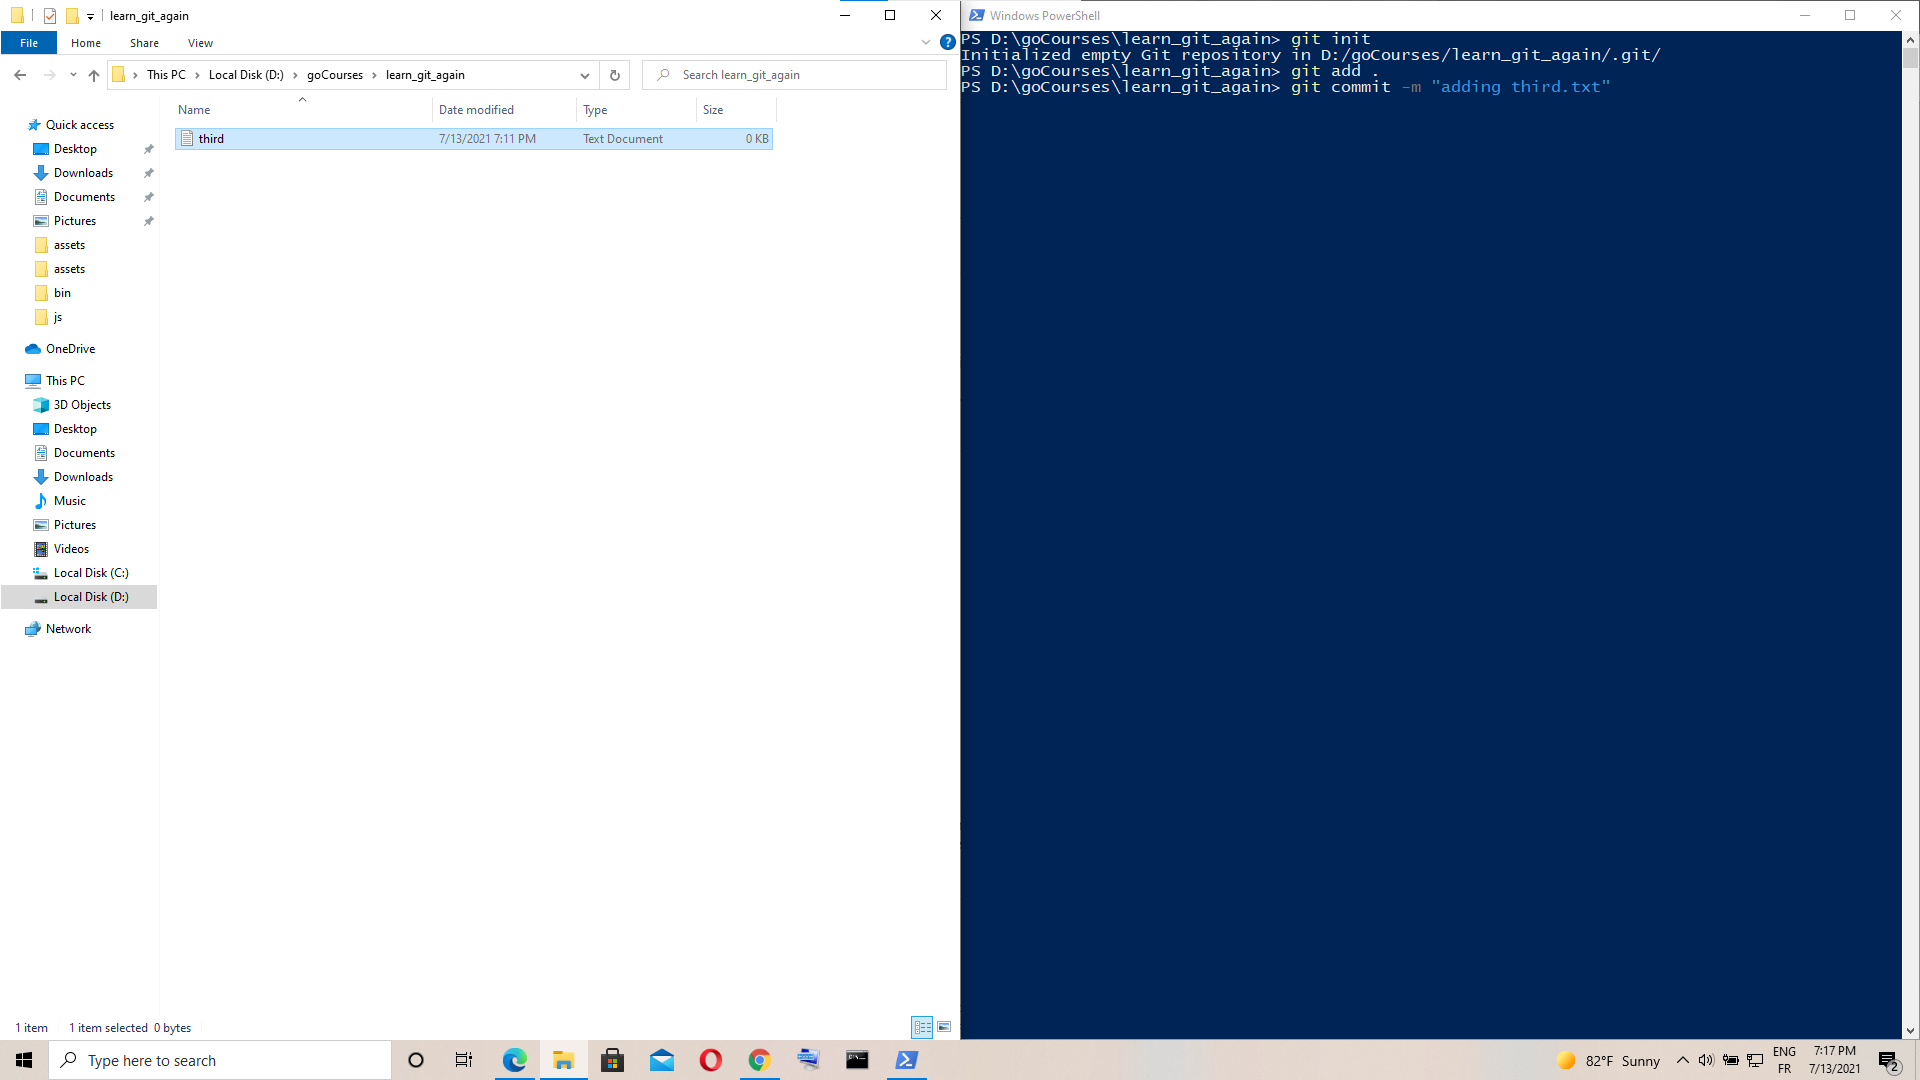 learn_git_again
File Home Share View
This PC Local Disk (D:) goCourses learn_git_again
Search learn_git_again
Name Date modified Type Size
third 7/13/2021 7:11 PM Text Document 0 KB
Quick access
Desktop
Downloads
Documents
Pictures
assets
assets
bin
js
OneDrive
This PC
3D Objects
Desktop
Documents
Downloads
Music
Pictures
Videos
Local Disk (C:)
Local Disk (D:)
Network
1 item 1 item selected 0 bytes
Windows PowerShell
PS D:\goCourses\learn_git_again> git init
Initialized empty Git repository in D:/goCourses/learn_git_again/.git/
PS D:\goCourses\learn_git_again> git add .
PS D:\goCourses\learn_git_again> git commit -m "adding third.txt"
Type here to search
82°F Sunny
ENG
FR
7:17 PM
7/13/2021
2